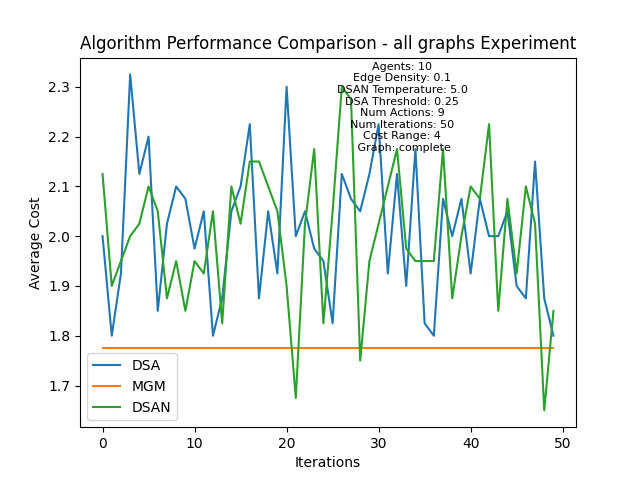 Algorithm Performance Comparison - all graphs Experiment
Agents: 10
Edge Density: 0.1
DSAN Temperature: 5.0
DSA Threshold: 0.25
Num Actions: 9
Num Iterations: 50
Cost Range: 4
Graph: complete
Average Cost
2.3
2.2
2.1
2.0
1.9
1.8
1.7
DSA
MGM
DSAN
0 10 20 30 40 50
Iterations